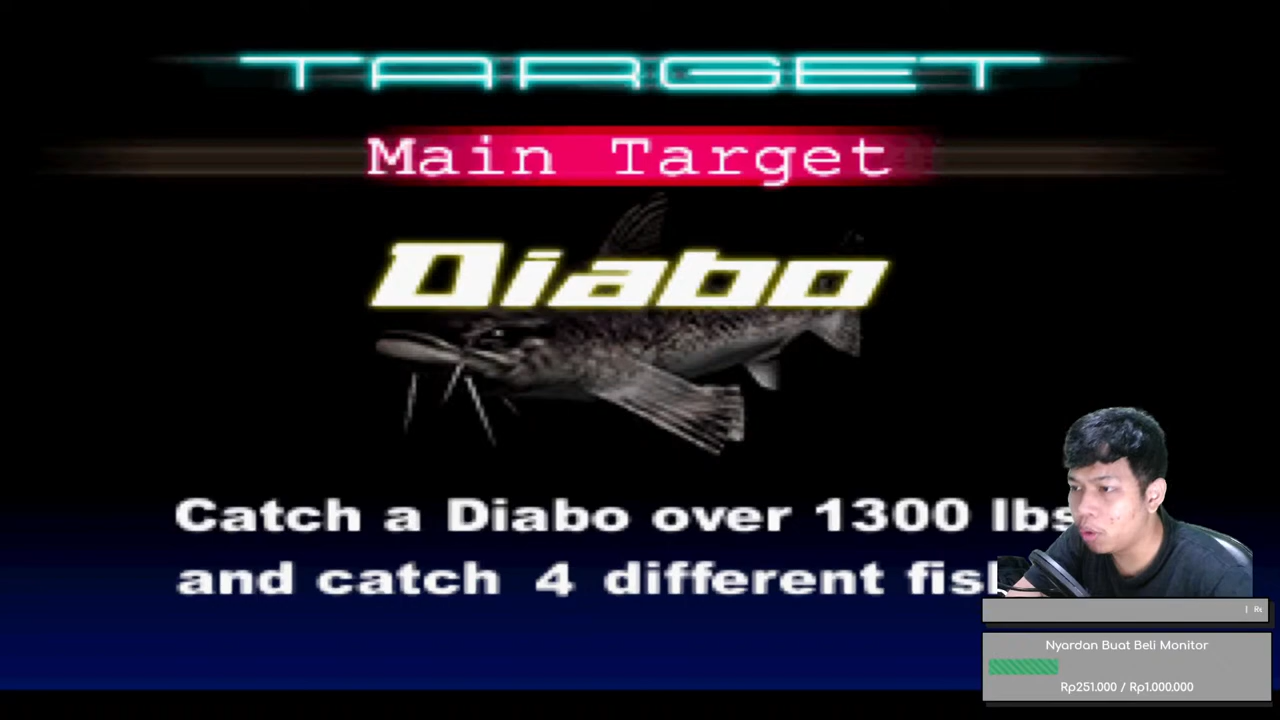 TARGET
Main Target
Diabo
Catch a Diabo over 1300 lbs
and catch 4 different fish
Nyardan Buat Beli Monitor
Rp251.000 / Rp1.000.000